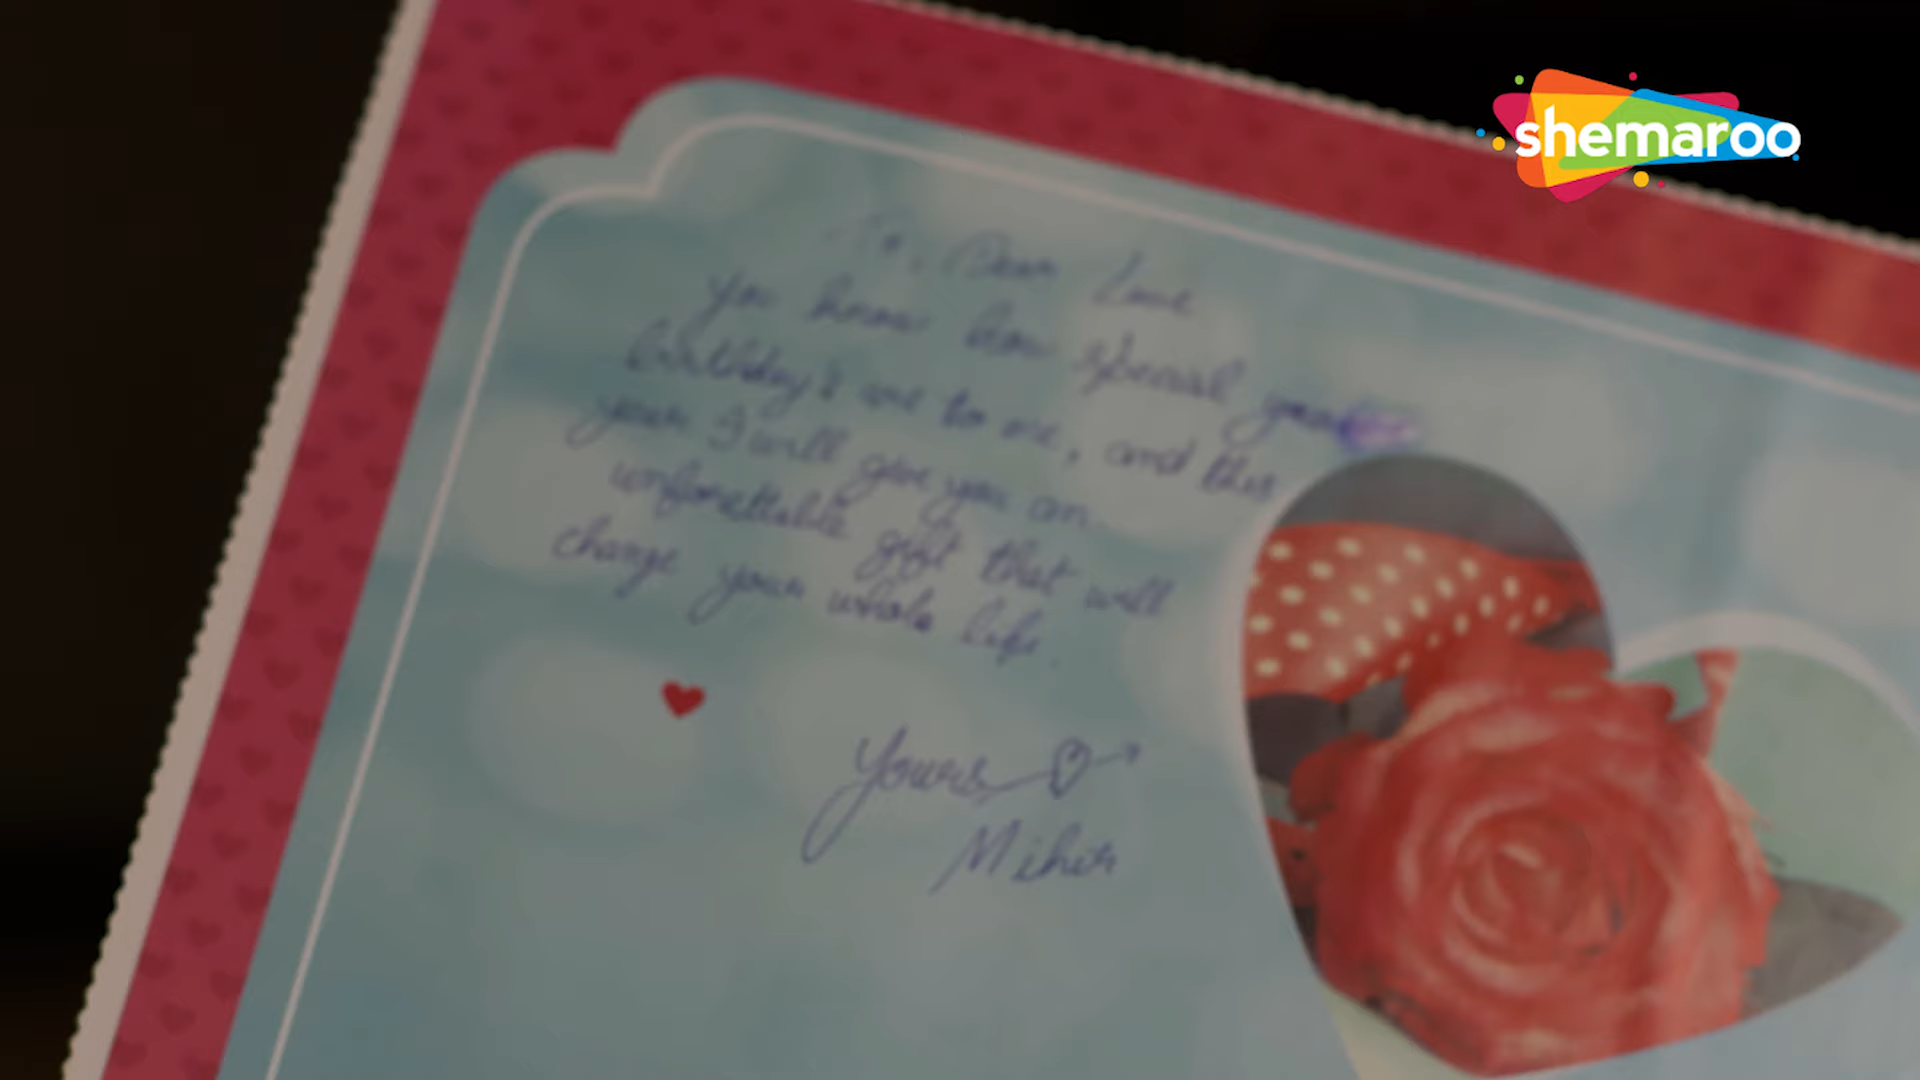 shemaroo
To, Dear Love
You know how special your
birthday's are to me, and this
year I will give you an
unforettable gift that will
change your whole life.
Yours
Mihir